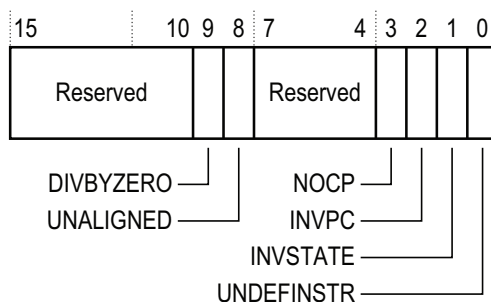 15 10 9 8 7 4 3 2 1 0
Reserved Reserved
DIVBYZERO NOCP
UNALIGNED INVPC
INVSTATE
UNDEFINSTR